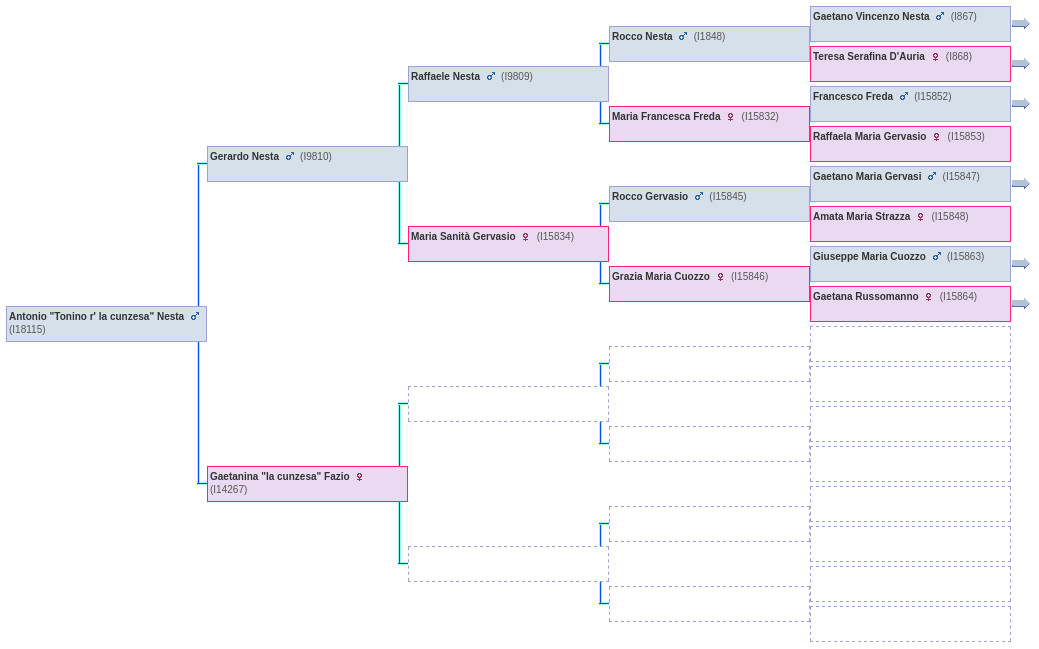 Gaetano Vincenzo Nesta ♂ (I867)
Rocco Nesta ♂ (I1848)
Teresa Serafina D'Auria ♀ (I868)
Raffaele Nesta ♂ (I9809)
Francesco Freda ♂ (I15852)
Maria Francesca Freda ♀ (I15832)
Raffaela Maria Gervasio ♀ (I15853)
Gerardo Nesta ♂ (I9810)
Gaetano Maria Gervasi ♂ (I15847)
Rocco Gervasio ♂ (I15845)
Amata Maria Strazza ♀ (I15848)
Maria Sanità Gervasio ♀ (I15834)
Giuseppe Maria Cuozzo ♂ (I15863)
Grazia Maria Cuozzo ♀ (I15846)
Gaetana Russomanno ♀ (I15864)
Antonio "Tonino r' la cunzesa" Nesta ♂
(I18115)
Gaetanina "la cunzesa" Fazio ♀
(I14267)